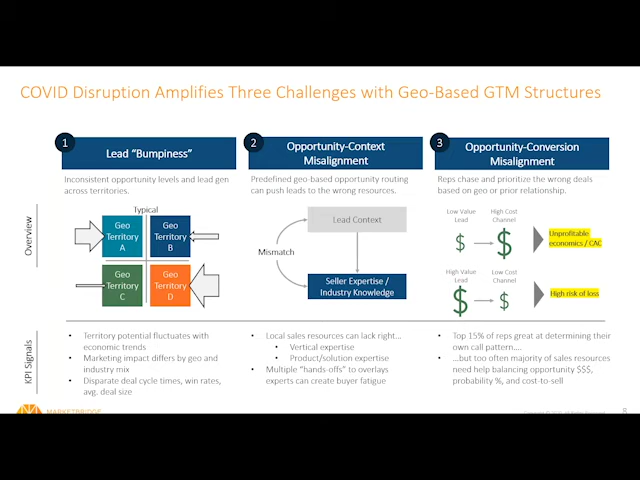 COVID Disruption Amplifies Three Challenges with Geo-Based GTM Structures
1
Lead “Bumpiness”
Inconsistent opportunity levels and lead gen
across territories.
2
Opportunity-Context
Misalignment
Predefined geo-based opportunity routing
can push leads to the wrong resources.
3
Opportunity-Conversion
Misalignment
Reps chase and prioritize the wrong deals
based on geo or prior relationship.
Overview
Typical
Geo
Territory
A
Geo
Territory
B
Geo
Territory
C
Geo
Territory
D
Lead Context
Mismatch
Seller Expertise /
Industry Knowledge
Low Value
Lead
High Cost
Channel
$
$
Unprofitable
economics / CAC
High Value
Lead
Low Cost
Channel
$
$
High risk of loss
KPI Signals
• Territory potential fluctuates with
economic trends
• Marketing impact differs by geo and
industry mix
• Disparate deal cycle times, win rates,
avg. deal size
• Local sales resources can lack right…
• Vertical expertise
• Product/solution expertise
• Multiple “hands-offs” to overlays
experts can create buyer fatigue
• Top 15% of reps great at determining their
own call pattern….
• …but too often majority of sales resources
need help balancing opportunity $$$,
probability %, and cost-to-sell
MARKETBRIDGE
8